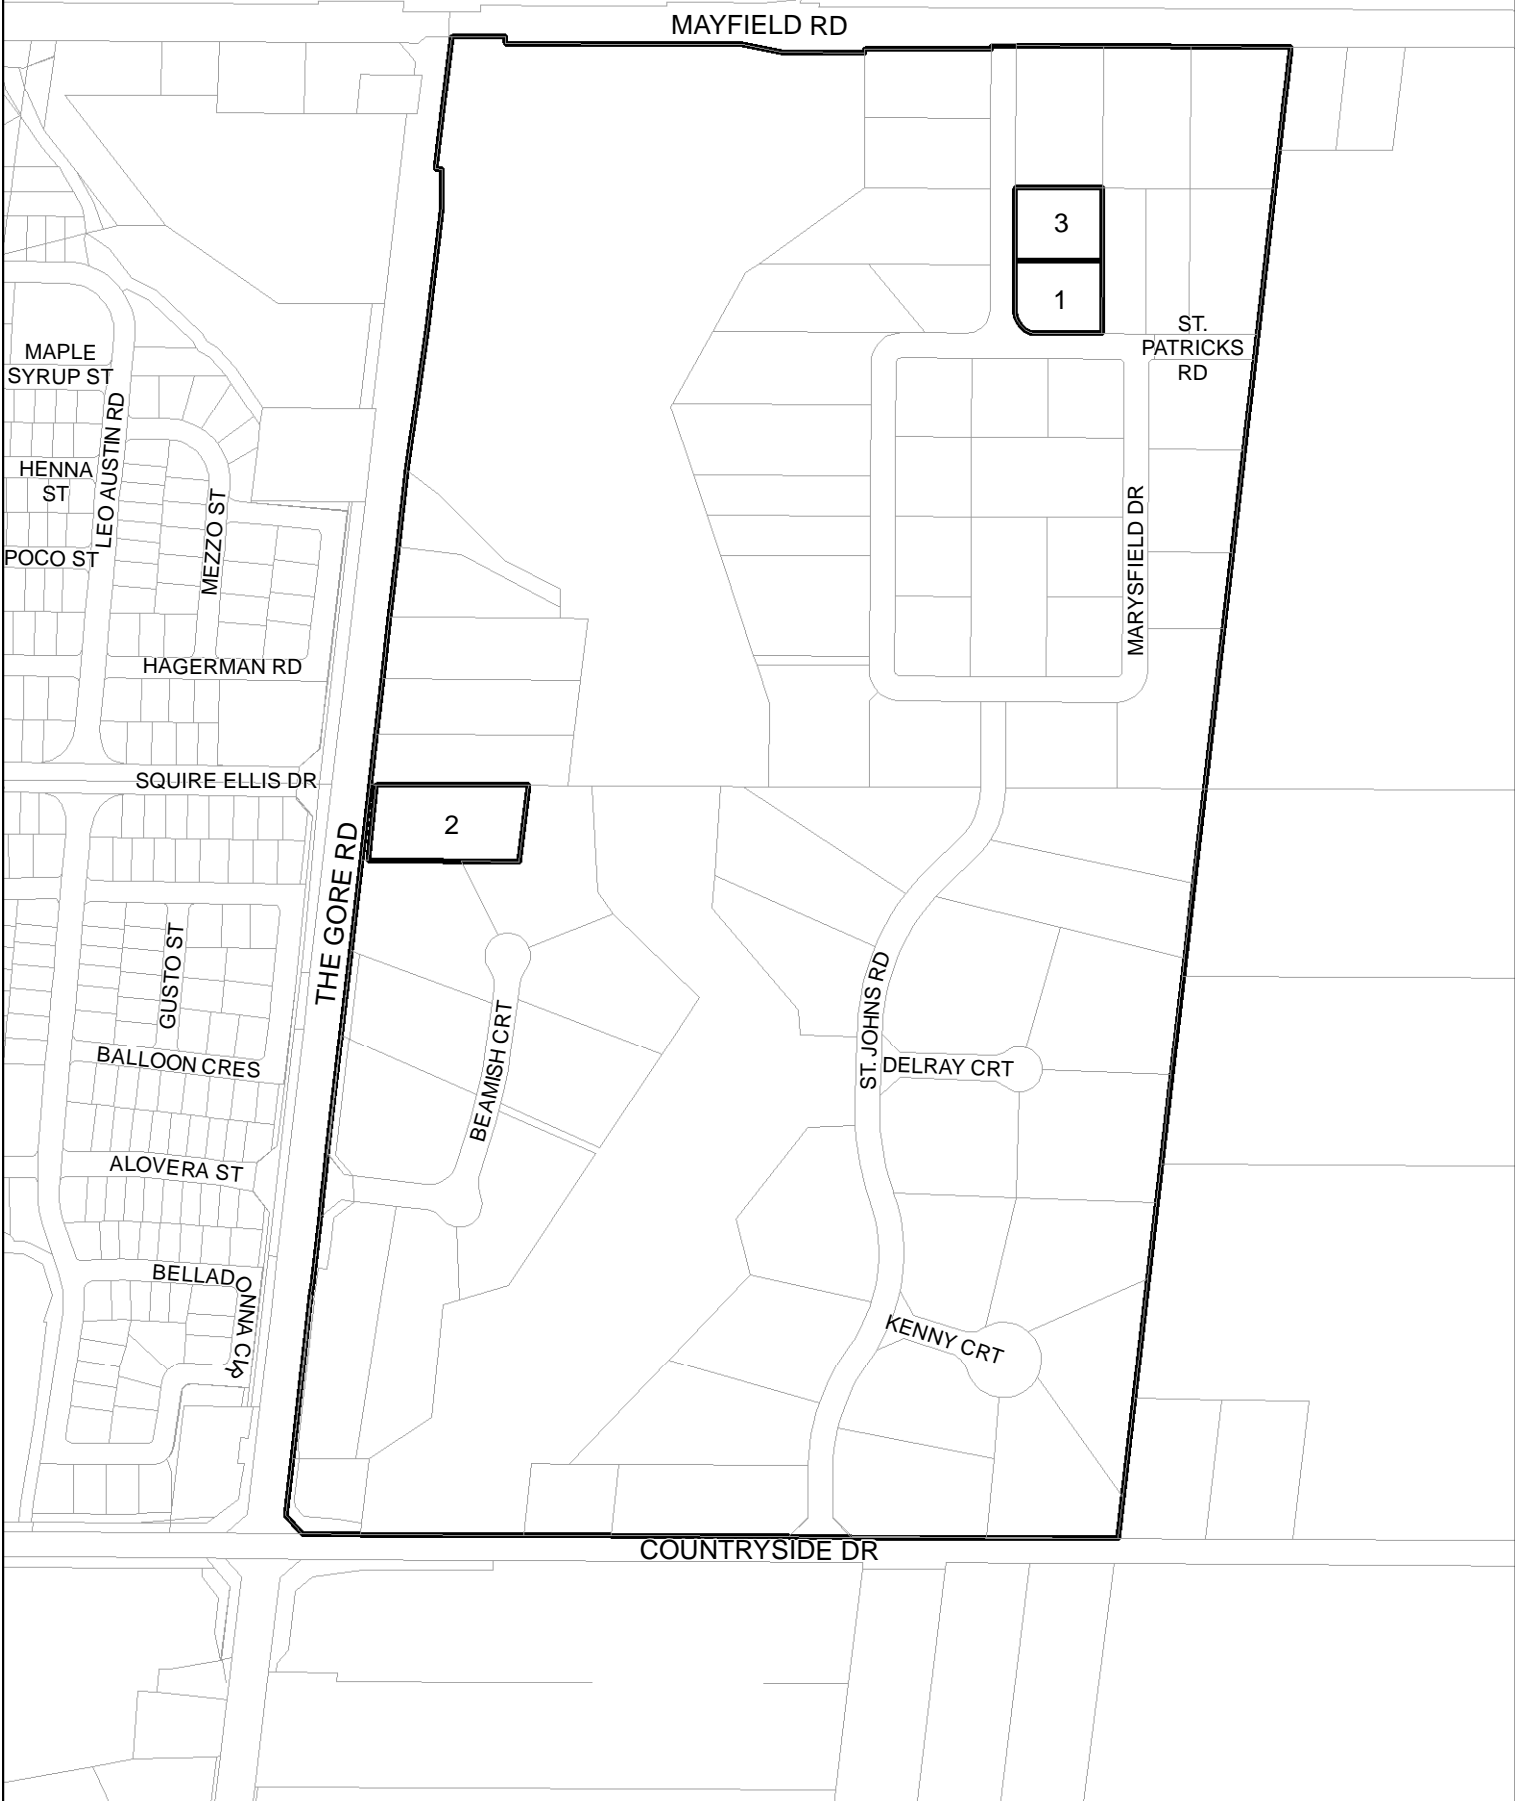 MAYFIELD RD
3
1
ST.
PATRICKS
RD
MAPLE
SYRUP ST
LEO AUSTIN RD
HENNA
ST
MEZZO ST
POCO ST
MARYSFIELD DR
HAGERMAN RD
SQUIRE ELLIS DR
2
THE GORE RD
GUSTO ST
BALLOON CRES
BEAMISH CRT
ST. JOHNS RD
DELRAY CRT
ALOVERA ST
BELLADONNA CIR
KENNY CRT
COUNTRYSIDE DR